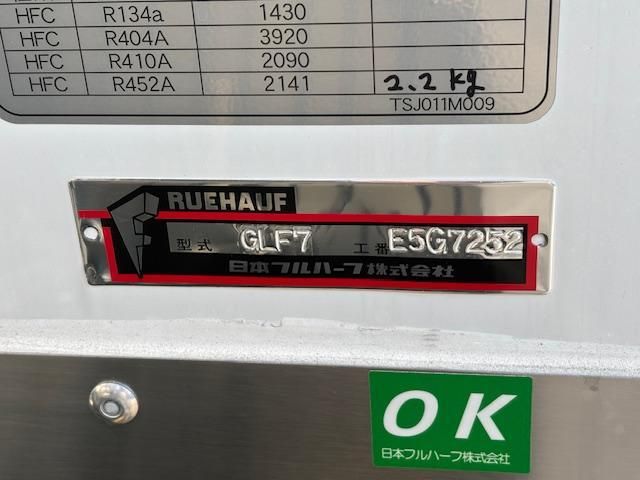 HFC R134a 1430
HFC R404A 3920
HFC R410A 2090
HFC R452A 2141 2.2 kg
TSJ011M009
FRUEHAUF
型式 GLF7 工番 E5G7252
日本フルハーフ株式会社
OK
日本フルハーフ株式会社